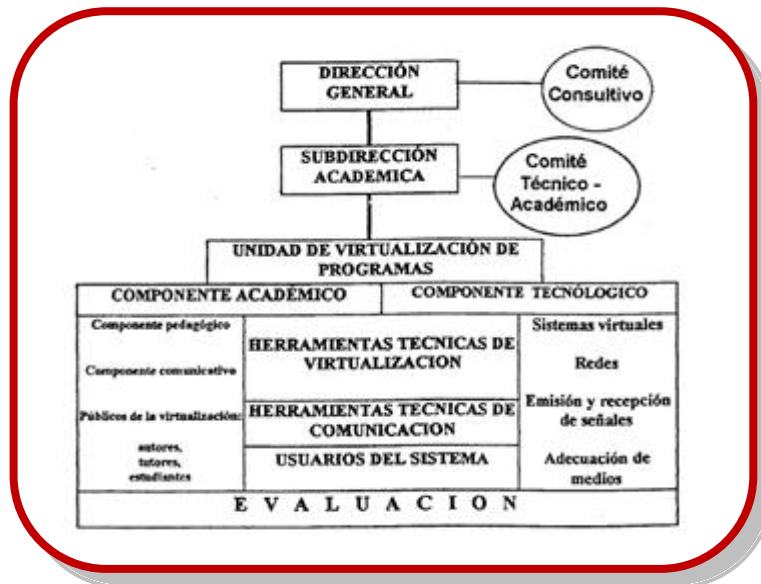 DIRECCIÓN
GENERAL
Comité
Consultivo
SUBDIRECCIÓN
ACADEMICA
Comité
Técnico -
Académico
UNIDAD DE VIRTUALIZACIÓN DE
PROGRAMAS
COMPONENTE ACADÉMICO
COMPONENTE TECNÓLOGICO
Componente pedagógico
Componente comunicativo
Públicos de la virtualización:
autores,
tutores,
estudiantes
HERRAMIENTAS TECNICAS DE
VIRTUALIZACION
HERRAMIENTAS TECNICAS DE
COMUNICACION
USUARIOS DEL SISTEMA
Sistemas virtuales
Redes
Emisión y recepción
de señales
Adecuación de
medios
E V A L U A C I O N